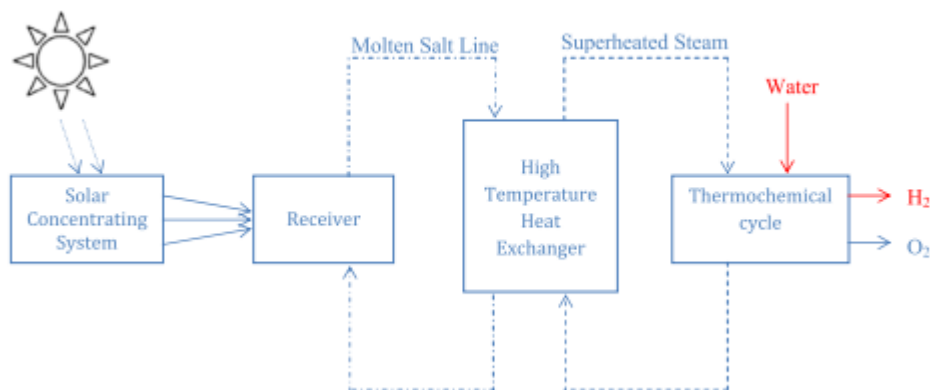 Molten Salt Line
Superheated Steam
Water
Solar
Concentrating
System
Receiver
High
Temperature
Heat
Exchanger
Thermochemical
cycle
H₂
O₂